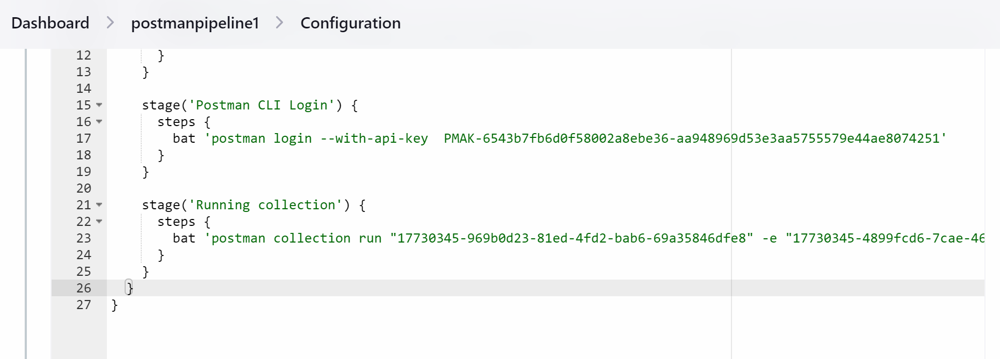 Dashboard > postmanpipeline1 > Configuration
12 }
13 }
14
15 stage('Postman CLI Login') {
16 steps {
17 bat 'postman login --with-api-key  PMAK-6543b7fb6d0f58002a8ebe36-aa948969d53e3aa5755579e44ae8074251'
18 }
19 }
20
21 stage('Running collection') {
22 steps {
23 bat 'postman collection run "17730345-969b0d23-81ed-4fd2-bab6-69a35846dfe8" -e "17730345-4899fcd6-7cae-46
24 }
25 }
26 }
27 }